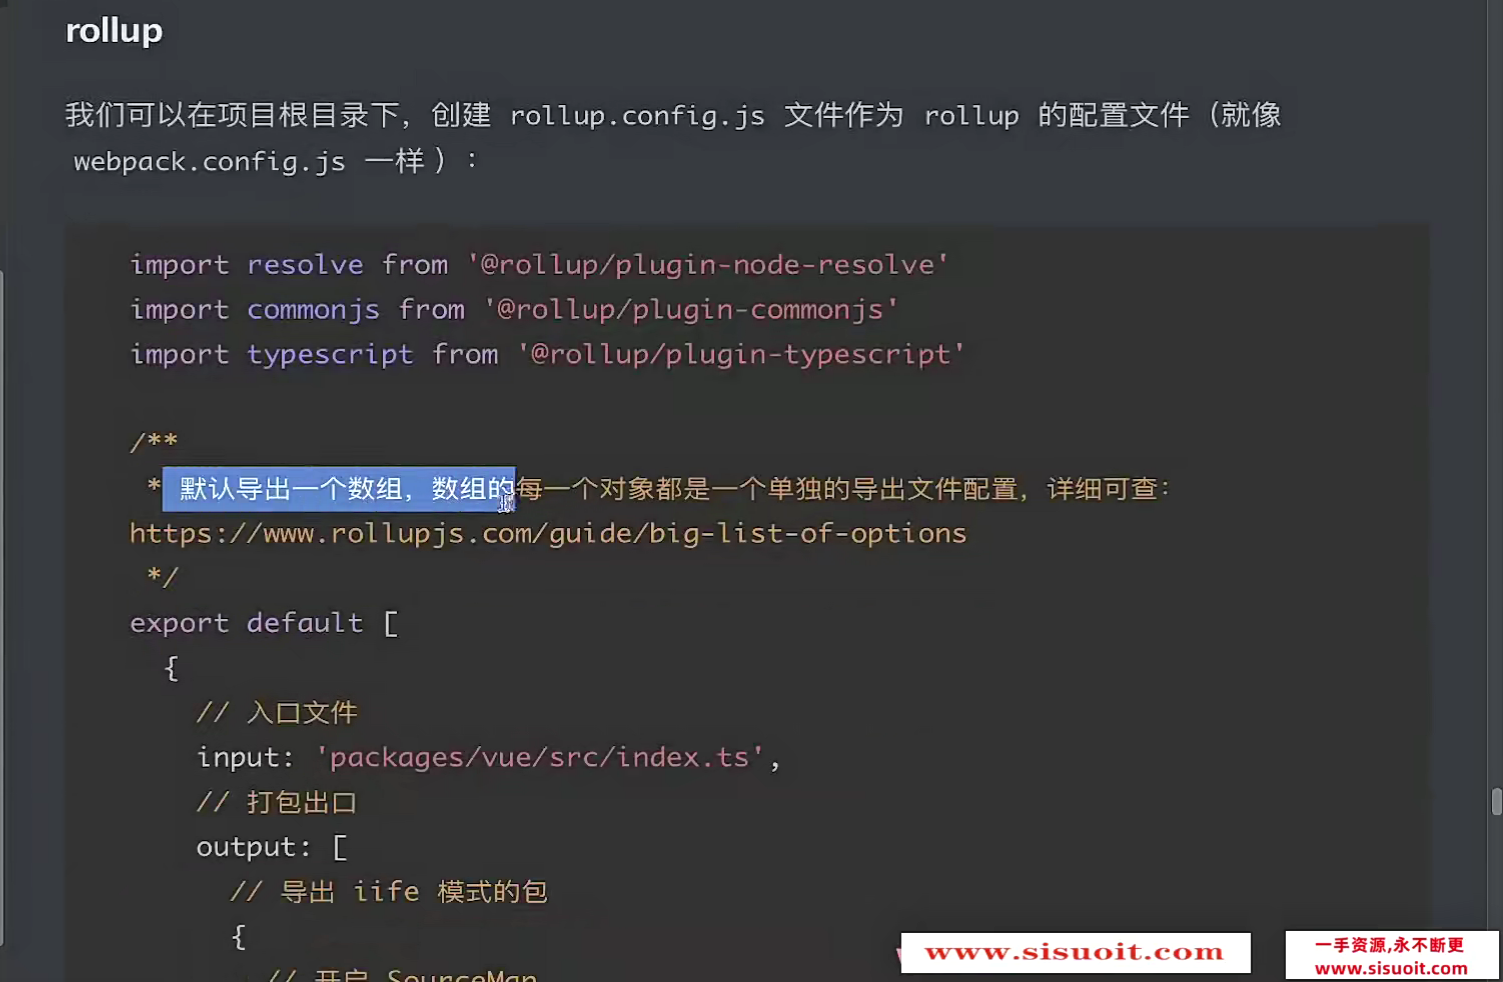 rollup
我们可以在项目根目录下，创建 rollup.config.js 文件作为 rollup 的配置文件（就像
webpack.config.js 一样 ）：
import resolve from '@rollup/plugin-node-resolve'
import commonjs from '@rollup/plugin-commonjs'
import typescript from '@rollup/plugin-typescript'
/**
* 默认导出一个数组，数组的每一个对象都是一个单独的导出文件配置，详细可查：
https://www.rollupjs.com/guide/big-list-of-options
*/
export default [
{
// 入口文件
input: 'packages/vue/src/index.ts',
// 打包出口
output: [
// 导出 iife 模式的包
{
// 开启 SourceMap
www.sisuoit.com
一手资源,永不断更
www.sisuoit.com